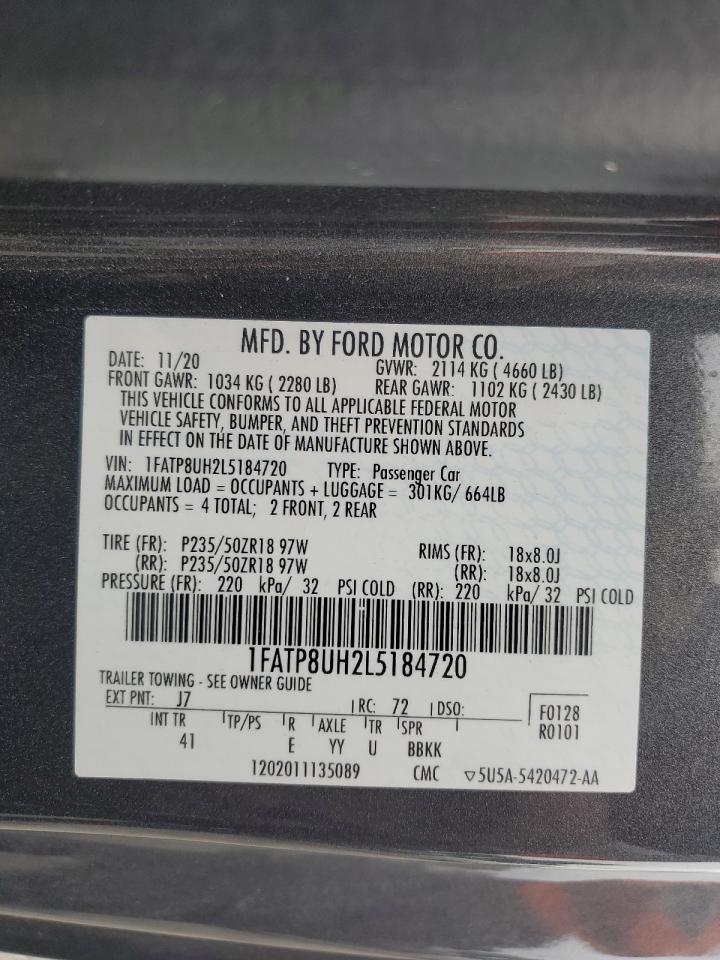 MFD. BY FORD MOTOR CO.
DATE: 11/20 GVWR: 2114 KG ( 4660 LB)
FRONT GAWR: 1034 KG ( 2280 LB) REAR GAWR: 1102 KG ( 2430 LB)
THIS VEHICLE CONFORMS TO ALL APPLICABLE FEDERAL MOTOR
VEHICLE SAFETY, BUMPER, AND THEFT PREVENTION STANDARDS
IN EFFECT ON THE DATE OF MANUFACTURE SHOWN ABOVE.
VIN: 1FATP8UH2L5184720 TYPE: Passenger Car
MAXIMUM LOAD = OCCUPANTS + LUGGAGE = 301KG/ 664LB
OCCUPANTS = 4 TOTAL; 2 FRONT, 2 REAR
TIRE (FR): P235/50ZR18 97W RIMS (FR): 18x8.0J
(RR): P235/50ZR18 97W (RR): 18x8.0J
PRESSURE (FR): 220 kPa/ 32 PSI COLD (RR): 220 kPa/ 32 PSI COLD
1FATP8UH2L5184720
TRAILER TOWING - SEE OWNER GUIDE
EXT PNT: J7 RC: 72 DSO: F0128
INT TR TP/PS R AXLE TR SPR R0101
41 E YY U BBKK
1202011135089 CMC ▽5U5A-5420472-AA